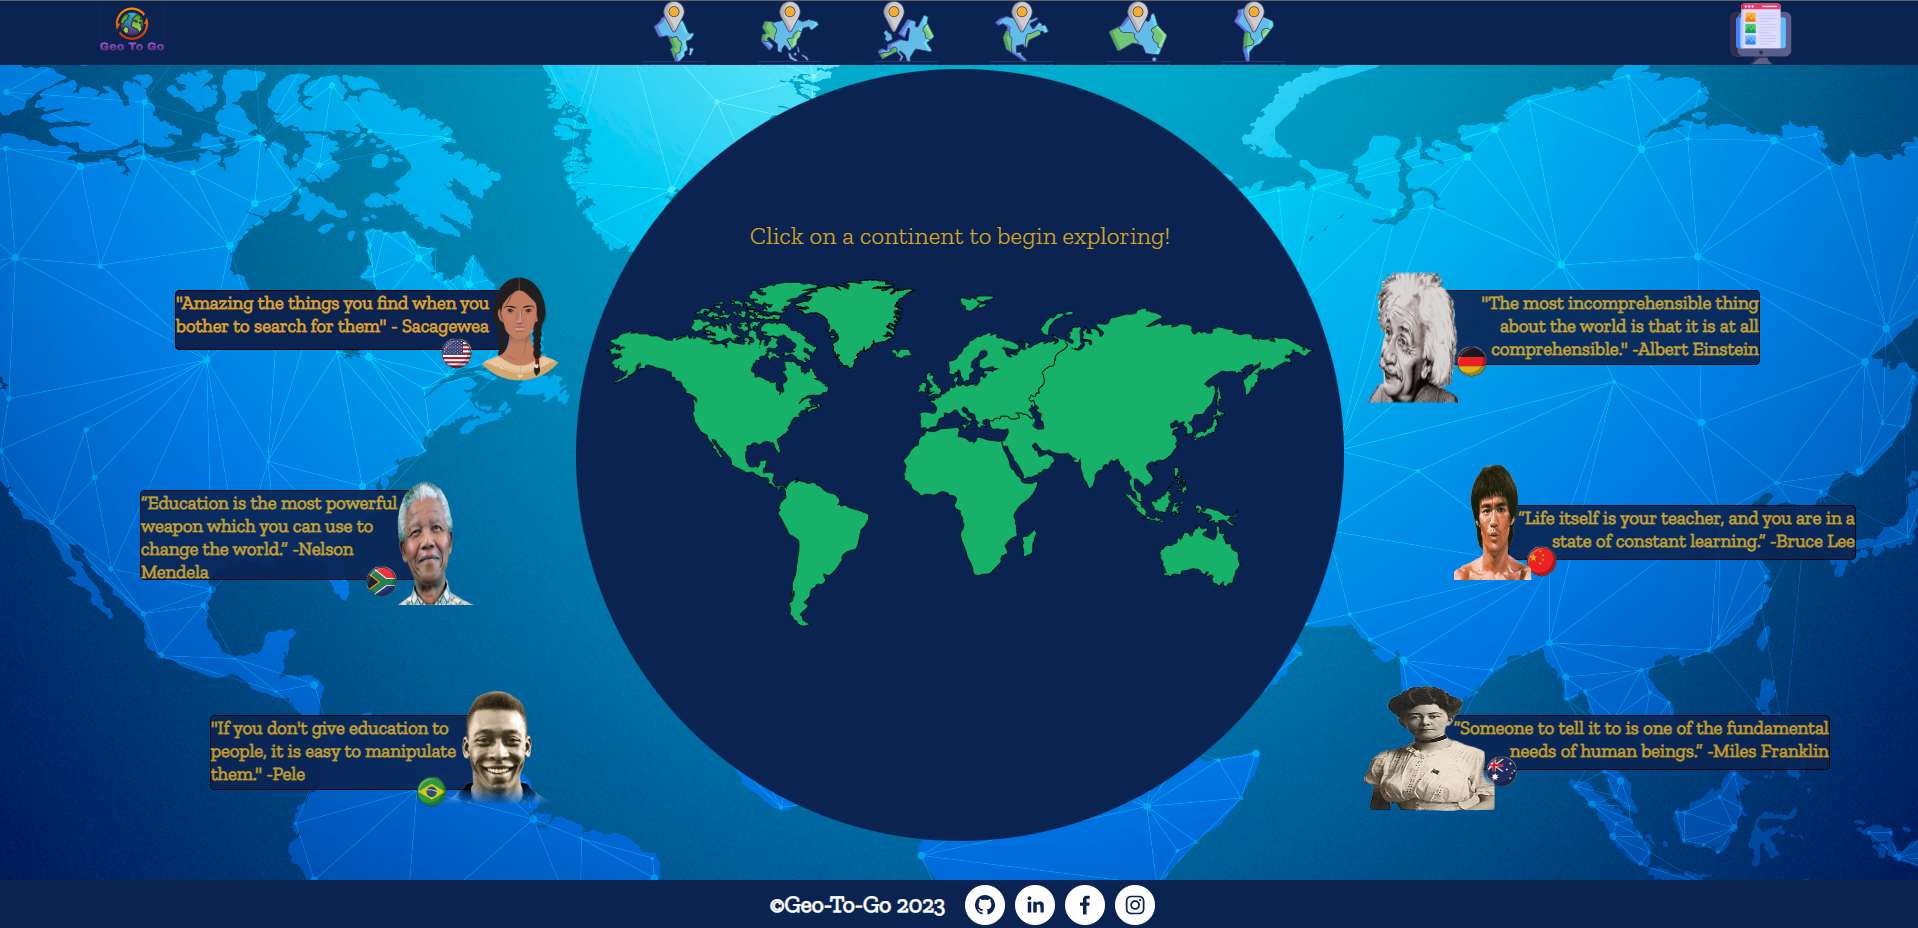 Geo To Go
Click on a continent to begin exploring!
"Amazing the things you find when you
bother to search for them" - Sacagewea
“Education is the most powerful
weapon which you can use to
change the world.” -Nelson
Mendela
"If you don't give education to
people, it is easy to manipulate
them." -Pele
"The most incomprehensible thing
about the world is that it is at all
comprehensible." -Albert Einstein
“Life itself is your teacher, and you are in a
state of constant learning.” -Bruce Lee
“Someone to tell it to is one of the fundamental
needs of human beings.” -Miles Franklin
©Geo-To-Go 2023
in